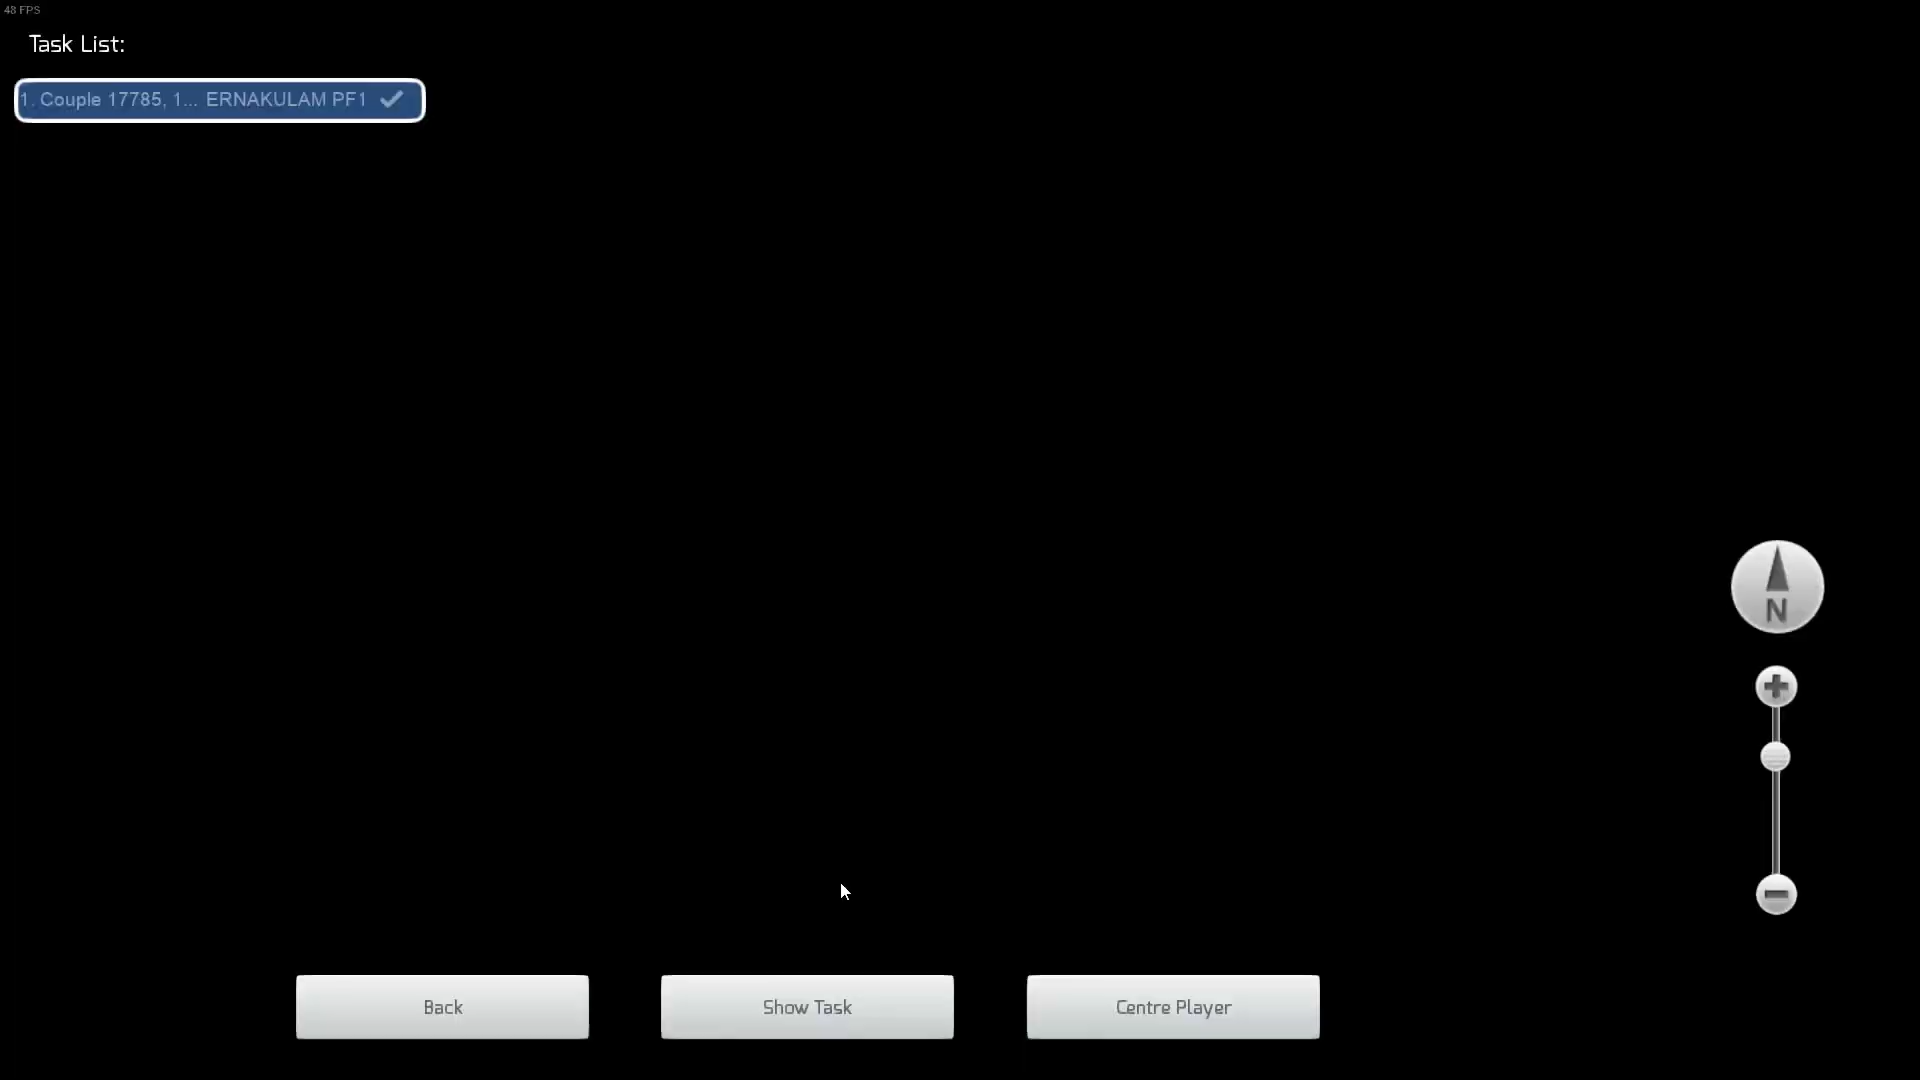 48 FPS
Task List:
1. Couple 17785, 1... ERNAKULAM PF1
N
Back
Show Task
Centre Player